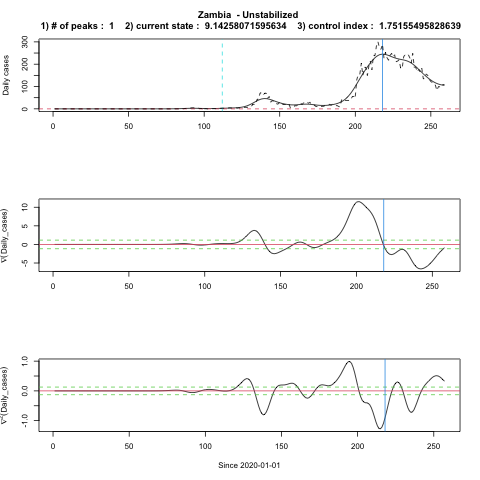 Zambia - Unstabilized
1) # of peaks : 1 2) current state : 9.14258071595634 3) control index : 1.75155495828639
Daily cases
300
200
100
0
0 50 100 150 200 250
∇(Daily_cases)
10
5
0
-5
0 50 100 150 200 250
∇²(Daily_cases)
1.0
0.0
-1.0
0 50 100 150 200 250
Since 2020-01-01